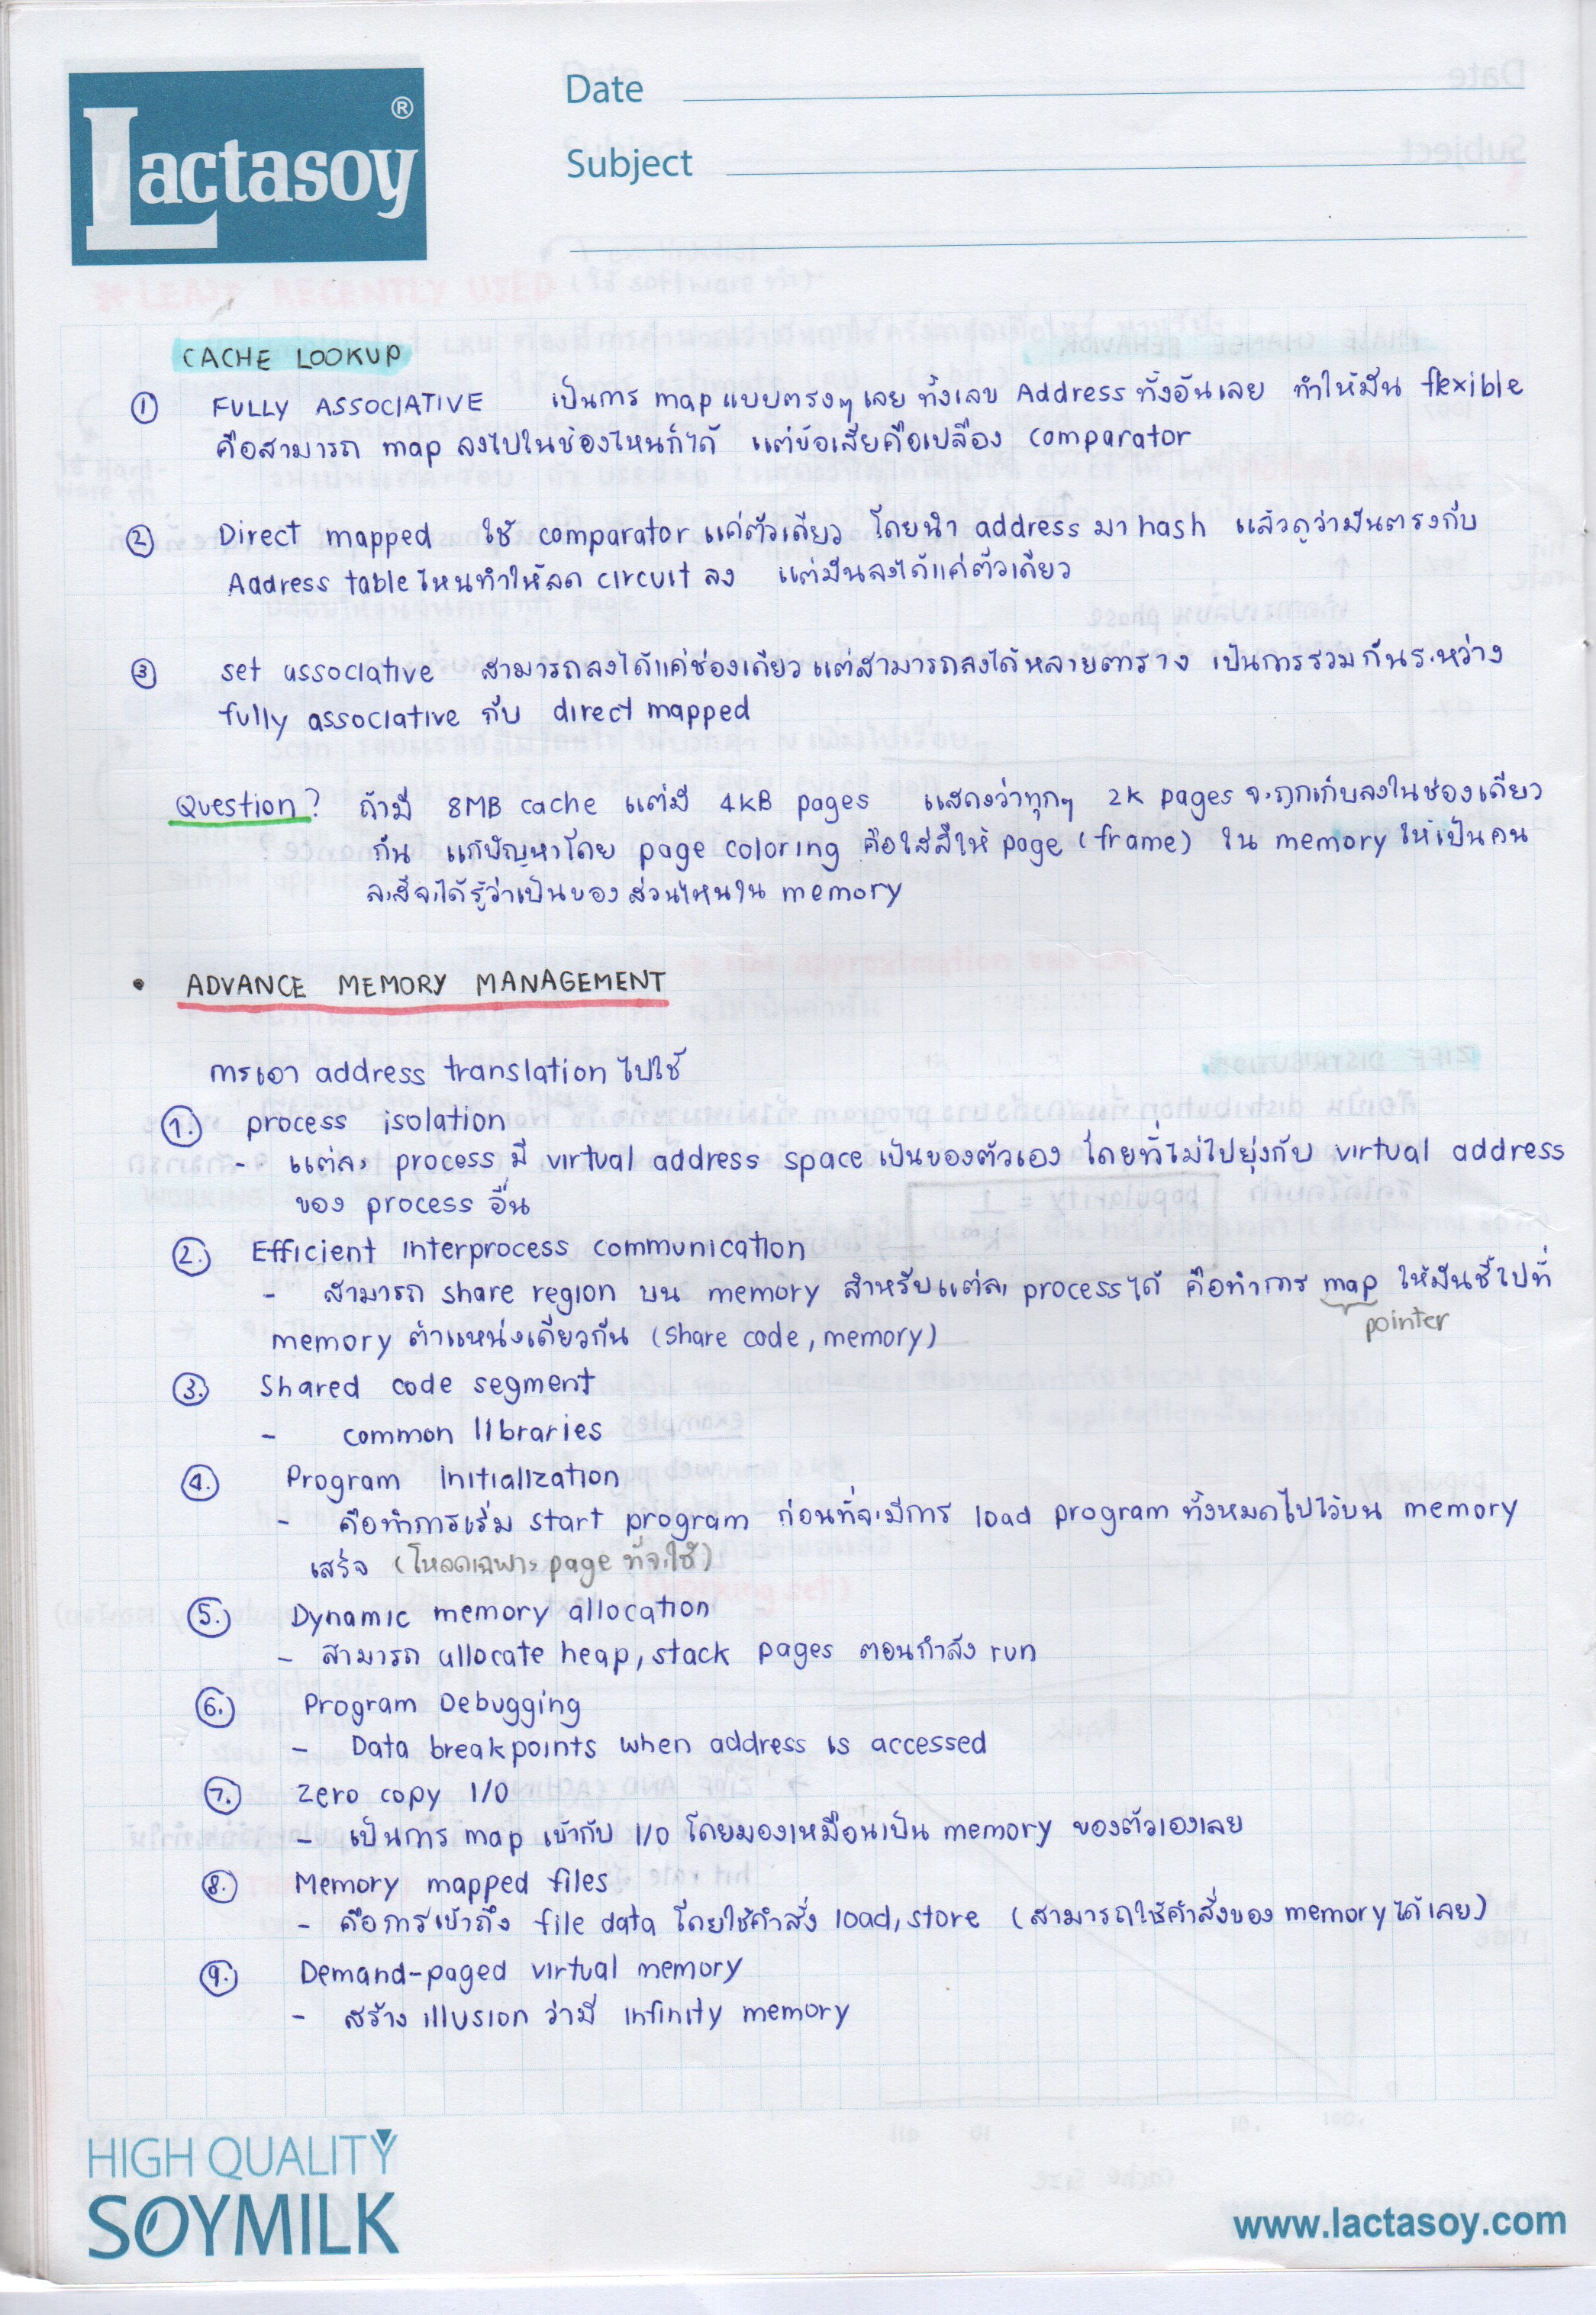 Lactasoy ®
Date
Subject
CACHE LOOKUP
① FULLY ASSOCIATIVE เป็นการ map แบบตรงๆ เลย ทั้งเลข Address ทั้งอันเลย ทำให้มัน flexible
คือสามารถ map ลงไปในช่องไหนก็ได้ แต่ข้อเสียคือเปลือง comparator
② Direct mapped ใช้ comparator แค่ตัวเดียว โดยนำ address มา hash แล้วดูว่ามันตรงกับ
Address table ไหนทำให้ลด circuit ลง แต่มันลงได้แค่ตัวเดียว
③ set associative สามารถลงได้แค่ช่องเดียว แต่สามารถลงได้หลายตาราง เป็นการรวมกันระหว่าง
fully associative กับ direct mapped
Question? ถ้ามี 8MB cache แต่มี 4KB pages แสดงว่าทุกๆ 2K pages จะถูกเก็บลงในช่องเดียว
กัน แก้ปัญหาโดย page coloring คือใส่สีให้ page (frame) ใน memory ให้เป็นคน
ละสีจะได้รู้ว่าเป็นของส่วนไหนใน memory
• ADVANCE MEMORY MANAGEMENT
การเอา address translation ไปใช้
①. process isolation
- แต่ละ process มี virtual address space เป็นของตัวเอง โดยที่ไม่ไปยุ่งกับ virtual address
ของ process อื่น
②. Efficient interprocess communication
- สามารถ share region บน memory สำหรับแต่ละ process ได้ คือทำการ map ให้มันชี้ไปที่
pointer
memory ตำแหน่งเดียวกัน (share code, memory)
③. Shared code segment
- common libraries
④. Program initialization
- คือทำการเริ่ม start program ก่อนที่จะมีการ load program ทั้งหมดไปไว้บน memory
เสร็จ (โหลดเฉพาะ page ที่จะใช้)
⑤. Dynamic memory allocation
- สามารถ allocate heap, stack pages ตอนกำลัง run
⑥. Program Debugging
- Data breakpoints when address is accessed
⑦. Zero copy I/O
- เป็นการ map เข้ากับ I/O โดยมองเหมือนเป็น memory ของตัวเองเลย
⑧. Memory mapped files
- คือการเข้าถึง file data โดยใช้คำสั่ง load, store (สามารถใช้คำสั่งของ memory ได้เลย)
⑨. Demand-paged virtual memory
- สร้าง illusion ว่ามี infinity memory
HIGH QUALITY
SOYMILK
www.lactasoy.com